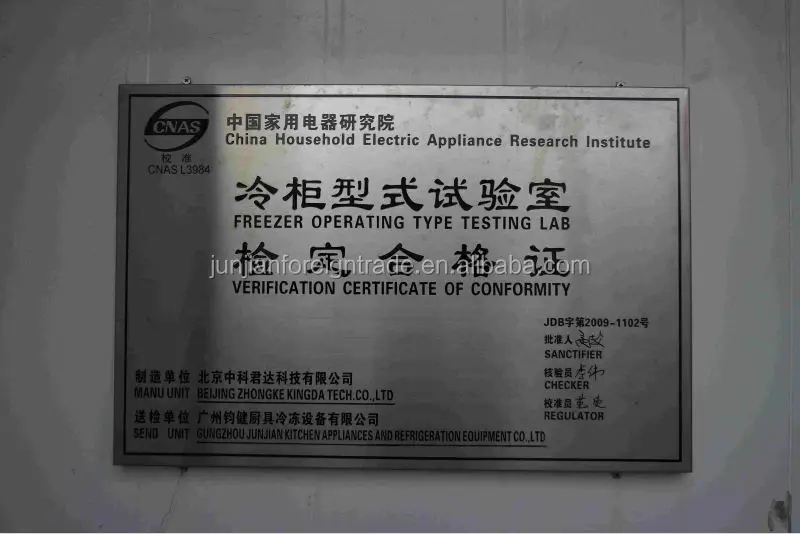 CNAS
校 准
CNAS L3984
中国家用电器研究院
China Household Electric Appliance Research Institute
冷柜型式试验室
FREEZER OPERATING TYPE TESTING LAB
检定合格证
junjianforeigntrade.en.alibaba.com
VERIFICATION CERTIFICATE OF CONFORMITY
JDB字第2009-1102号
批准人
SANCTIFIER
核验员
CHECKER
校准员
REGULATOR
制造单位 北京中科君达科技有限公司
MANU UNIT BEIJING ZHONGKE KINGDA TECH.CO.,LTD
送检单位 广州钧健厨具冷冻设备有限公司
SEND UNIT GUNGZHOU JUNJIAN KITCHEN APPLIANCES AND REFRIGERATION EQUIPMENT CO.,LTD